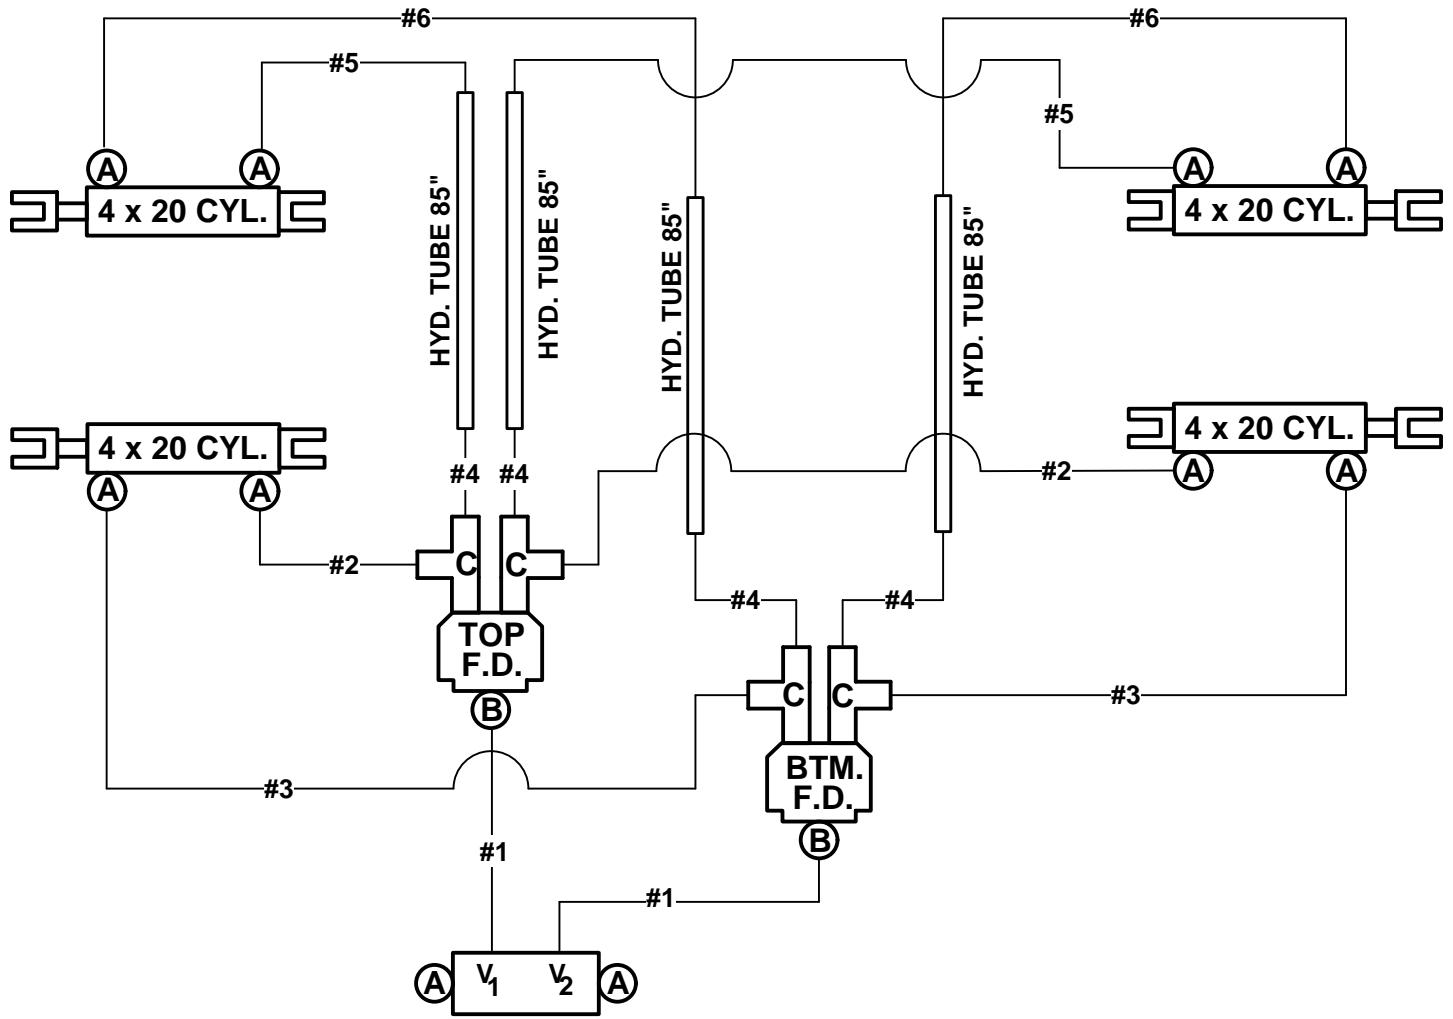 #6
#6
#5
#5
A
A
A
A
4 x 20 CYL.
4 x 20 CYL.
HYD. TUBE 85"
HYD. TUBE 85"
HYD. TUBE 85"
HYD. TUBE 85"
4 x 20 CYL.
4 x 20 CYL.
A
A
#4
#4
#2
A
A
#2
C
C
TOP
F.D.
B
#4
#4
C
C
#3
#3
BTM.
F.D.
B
#1
#1
A
V1
V2
A